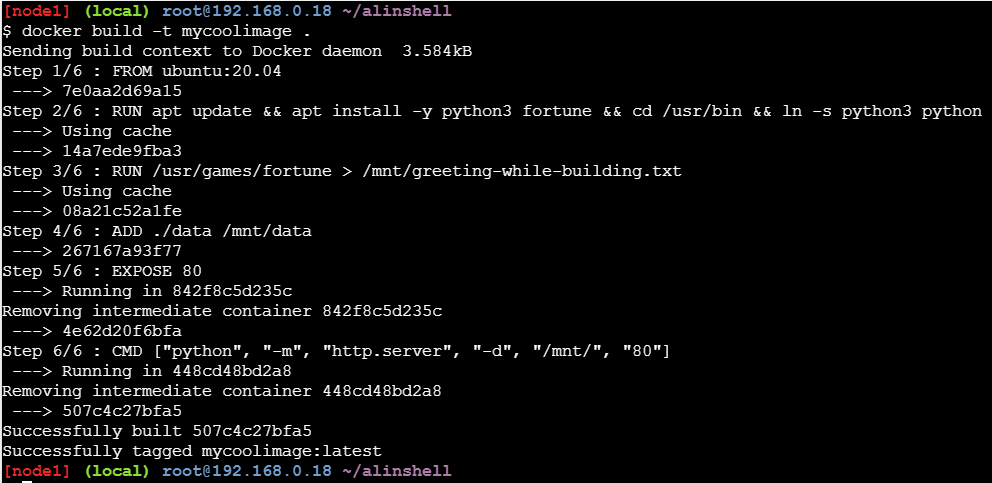 [node1] (local) root@192.168.0.18 ~/alinshell
$ docker build -t mycoolimage .
Sending build context to Docker daemon  3.584kB
Step 1/6 : FROM ubuntu:20.04
 ---> 7e0aa2d69a15
Step 2/6 : RUN apt update && apt install -y python3 fortune && cd /usr/bin && ln -s python3 python
 ---> Using cache
 ---> 14a7ede9fba3
Step 3/6 : RUN /usr/games/fortune > /mnt/greeting-while-building.txt
 ---> Using cache
 ---> 08a21c52a1fe
Step 4/6 : ADD ./data /mnt/data
 ---> 267167a93f77
Step 5/6 : EXPOSE 80
 ---> Running in 842f8c5d235c
Removing intermediate container 842f8c5d235c
 ---> 4e62d20f6bfa
Step 6/6 : CMD ["python", "-m", "http.server", "-d", "/mnt/", "80"]
 ---> Running in 448cd48bd2a8
Removing intermediate container 448cd48bd2a8
 ---> 507c4c27bfa5
Successfully built 507c4c27bfa5
Successfully tagged mycoolimage:latest
[node1] (local) root@192.168.0.18 ~/alinshell